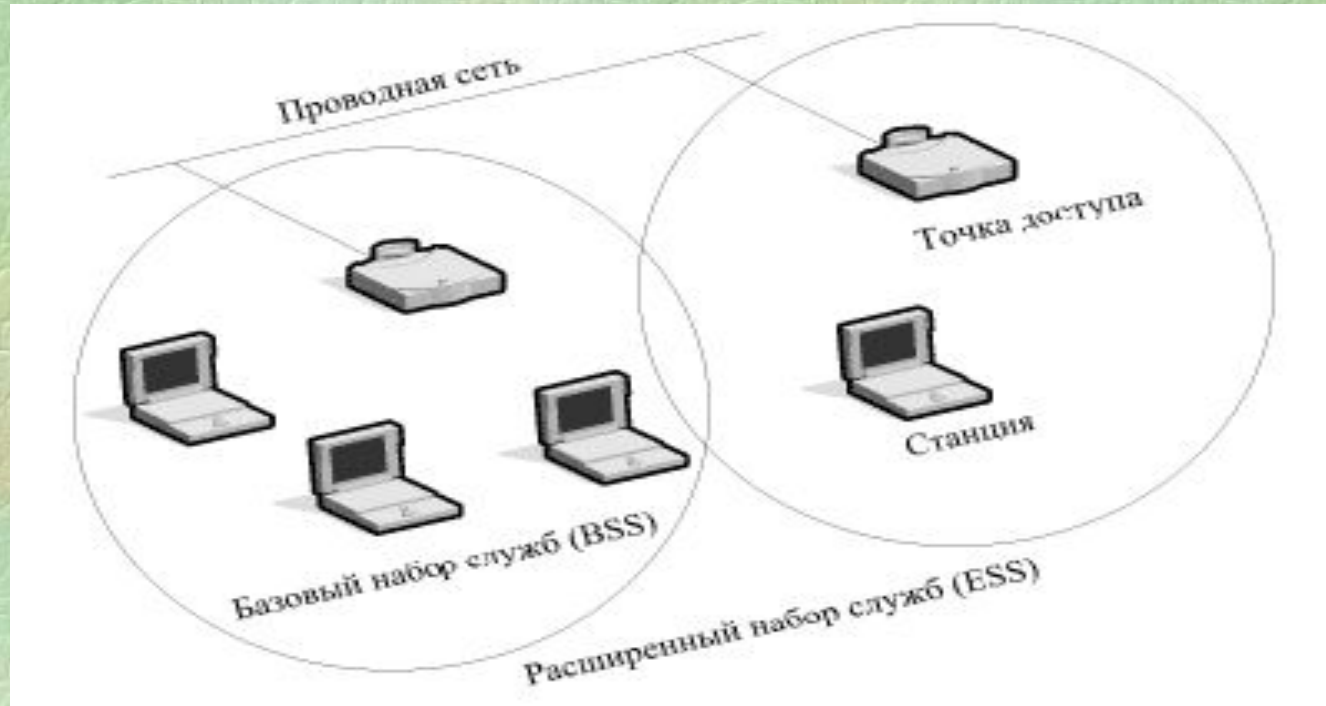 Проводная сеть
Точка доступа
Станция
Базовый набор служб (BSS)
Расширенный набор служб (ESS)